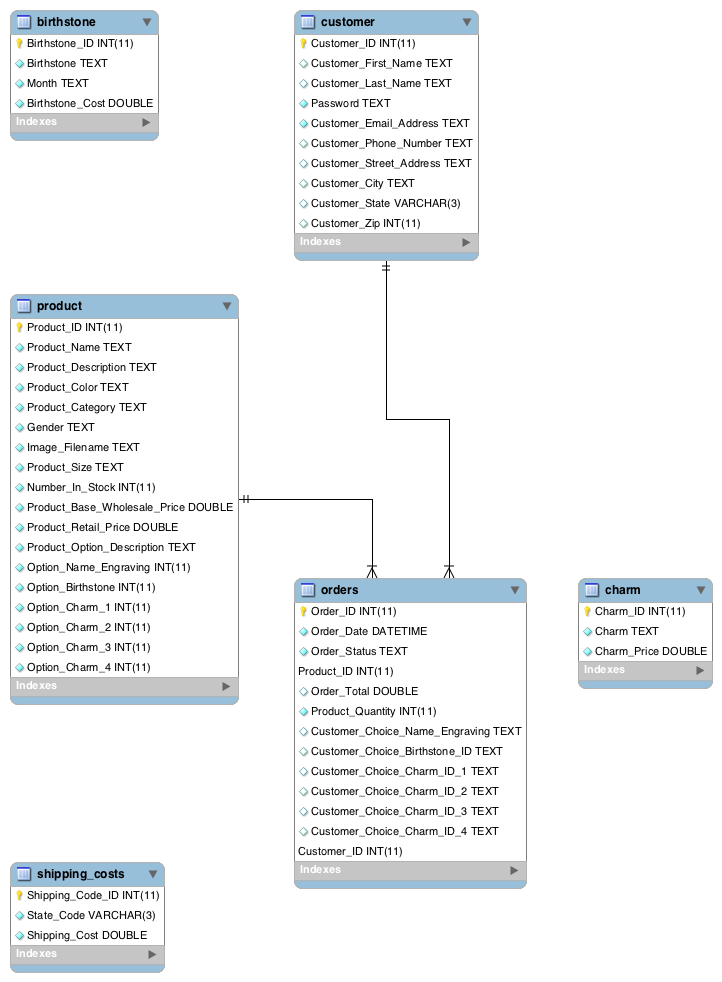 birthstone
Birthstone_ID INT(11)
Birthstone TEXT
Month TEXT
Birthstone_Cost DOUBLE
Indexes
customer
Customer_ID INT(11)
Customer_First_Name TEXT
Customer_Last_Name TEXT
Password TEXT
Customer_Email_Address TEXT
Customer_Phone_Number TEXT
Customer_Street_Address TEXT
Customer_City TEXT
Customer_State VARCHAR(3)
Customer_Zip INT(11)
Indexes
product
Product_ID INT(11)
Product_Name TEXT
Product_Description TEXT
Product_Color TEXT
Product_Category TEXT
Gender TEXT
Image_Filename TEXT
Product_Size TEXT
Number_In_Stock INT(11)
Product_Base_Wholesale_Price DOUBLE
Product_Retail_Price DOUBLE
Product_Option_Description TEXT
Option_Name_Engraving INT(11)
Option_Birthstone INT(11)
Option_Charm_1 INT(11)
Option_Charm_2 INT(11)
Option_Charm_3 INT(11)
Option_Charm_4 INT(11)
Indexes
orders
Order_ID INT(11)
Order_Date DATETIME
Order_Status TEXT
Product_ID INT(11)
Order_Total DOUBLE
Product_Quantity INT(11)
Customer_Choice_Name_Engraving TEXT
Customer_Choice_Birthstone_ID TEXT
Customer_Choice_Charm_ID_1 TEXT
Customer_Choice_Charm_ID_2 TEXT
Customer_Choice_Charm_ID_3 TEXT
Customer_Choice_Charm_ID_4 TEXT
Customer_ID INT(11)
Indexes
charm
Charm_ID INT(11)
Charm TEXT
Charm_Price DOUBLE
Indexes
shipping_costs
Shipping_Code_ID INT(11)
State_Code VARCHAR(3)
Shipping_Cost DOUBLE
Indexes